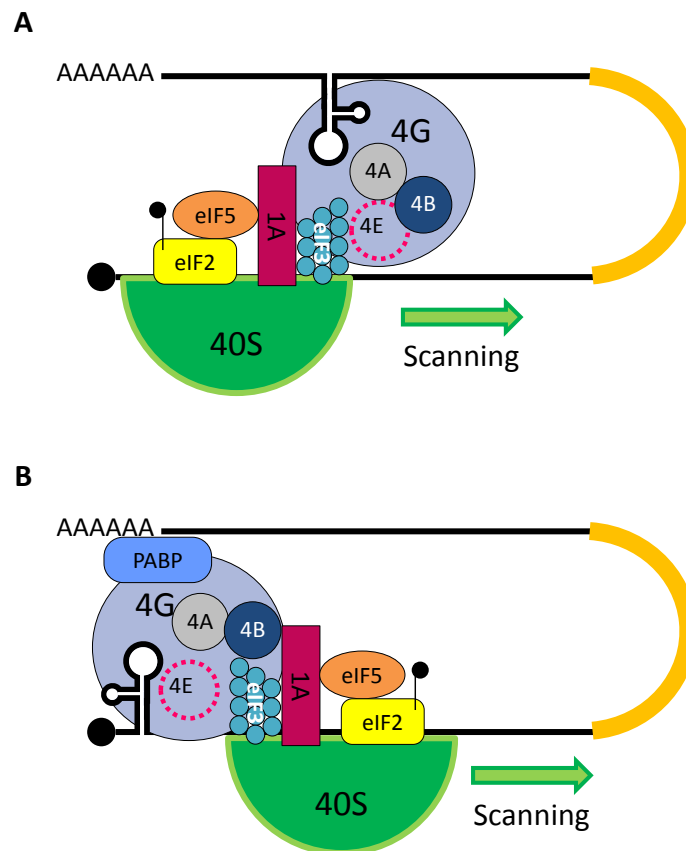 A
AAAAAA
4G
4A
4B
4E
eIF5
1A
eIF3
eIF2
40S
Scanning
B
AAAAAA
PABP
4G
4A
4B
4E
eIF3
1A
eIF5
eIF2
40S
Scanning